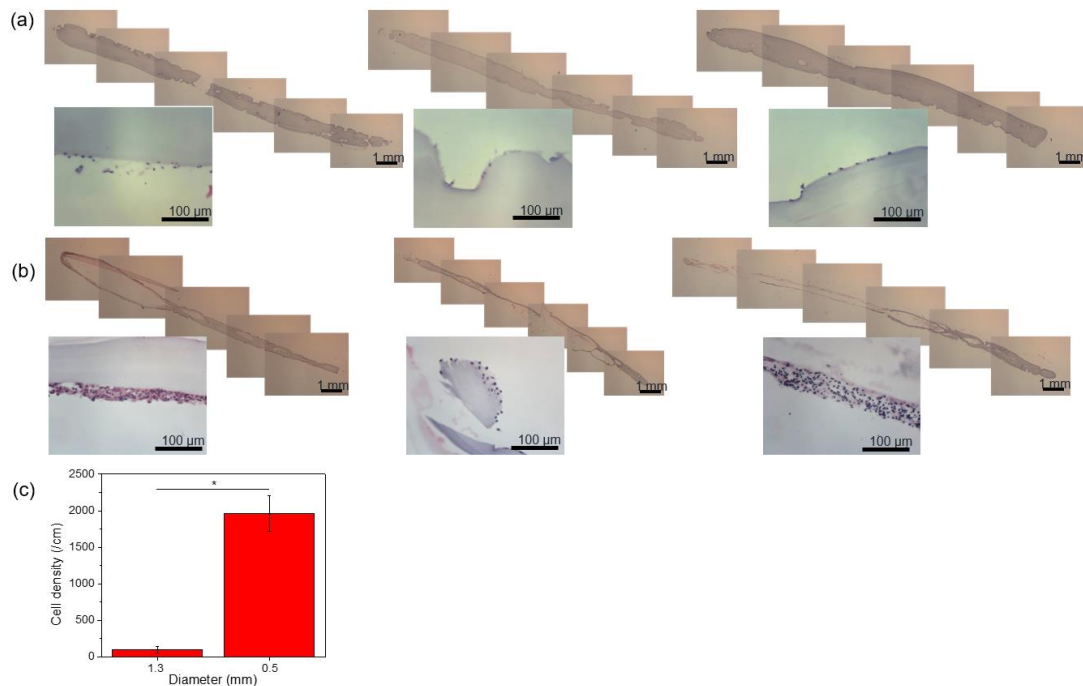 (a)
1 mm
1 mm
1 mm
100 µm
100 µm
100 µm
(b)
1 mm
1 mm
1 mm
100 µm
100 µm
100 µm
(c)
2500
*
2000
1500
1000
500
0
Cell density (/cm)
1.3
0.5
Diameter (mm)